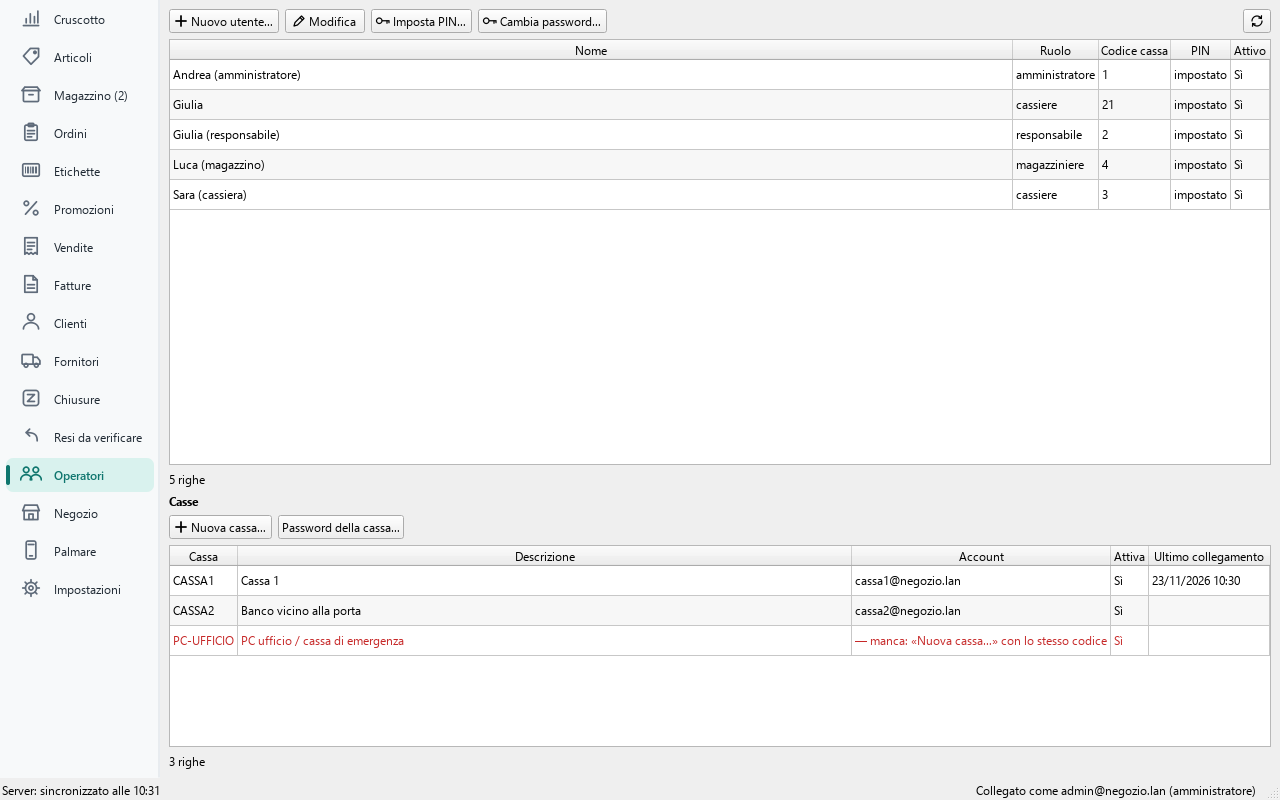 Cruscotto
Articoli
Magazzino (2)
Ordini
Etichette
Promozioni
Vendite
Fatture
Clienti
Fornitori
Chiusure
Resi da verificare
Operatori
Negozio
Palmare
Impostazioni
Nuovo utente... Modifica Imposta PIN... Cambia password...
Nome Ruolo Codice cassa PIN Attivo
Andrea (amministratore) amministratore 1 impostato Sì
Giulia cassiere 21 impostato Sì
Giulia (responsabile) responsabile 2 impostato Sì
Luca (magazzino) magazziniere 4 impostato Sì
Sara (cassiera) cassiere 3 impostato Sì
5 righe
Casse
Nuova cassa... Password della cassa...
Cassa Descrizione Account Attiva Ultimo collegamento
CASSA1 Cassa 1 cassa1@negozio.lan Sì 23/11/2026 10:30
CASSA2 Banco vicino alla porta cassa2@negozio.lan Sì
PC-UFFICIO PC ufficio / cassa di emergenza — manca: «Nuova cassa...» con lo stesso codice Sì
3 righe
Server: sincronizzato alle 10:31 Collegato come admin@negozio.lan (amministratore)